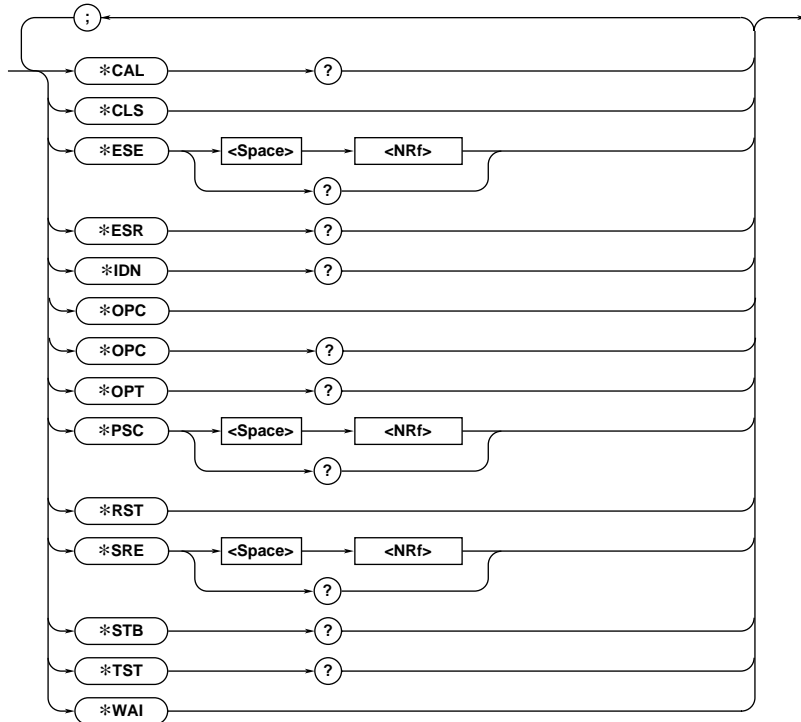 ;
*CAL ?
*CLS
*ESE <Space> <NRf>
?
*ESR ?
*IDN ?
*OPC
*OPC ?
*OPT ?
*PSC <Space> <NRf>
?
*RST
*SRE <Space> <NRf>
?
*STB ?
*TST ?
*WAI